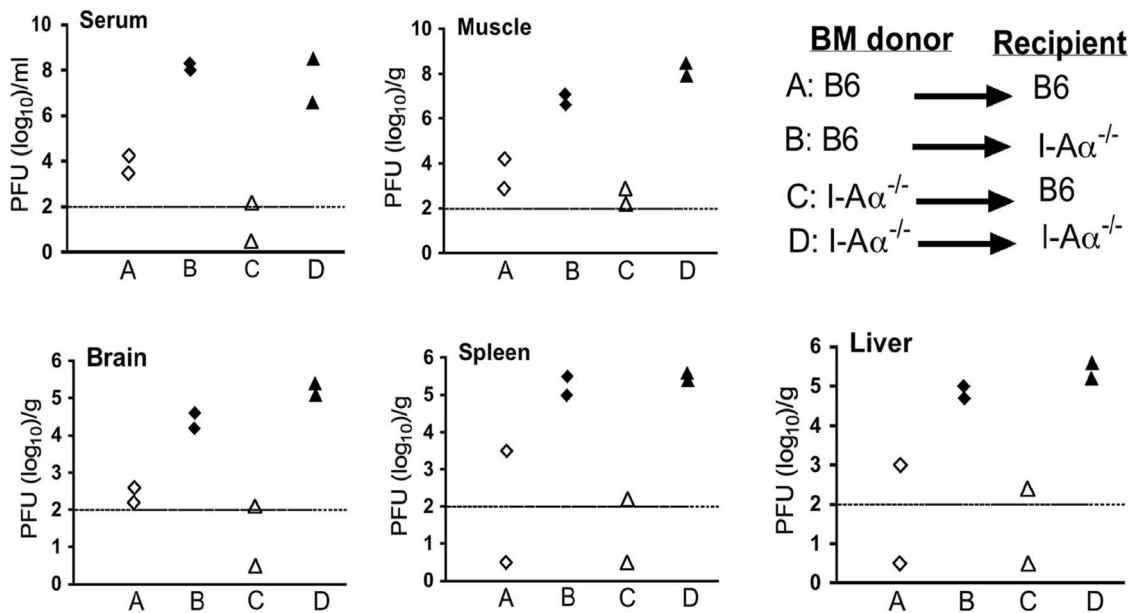 Serum
PFU (log10)/ml
10
8
6
4
2
0
A B C D
Muscle
PFU (log10)/g
10
8
6
4
2
0
A B C D
BM donor Recipient
A: B6 B6
B: B6 I-Aα-/-
C: I-Aα-/- B6
D: I-Aα-/- I-Aα-/-
Brain
PFU (log10)/g
6
5
4
3
2
1
0
A B C D
Spleen
PFU (log10)/g
6
5
4
3
2
1
0
A B C D
Liver
PFU (log10)/g
6
5
4
3
2
1
0
A B C D